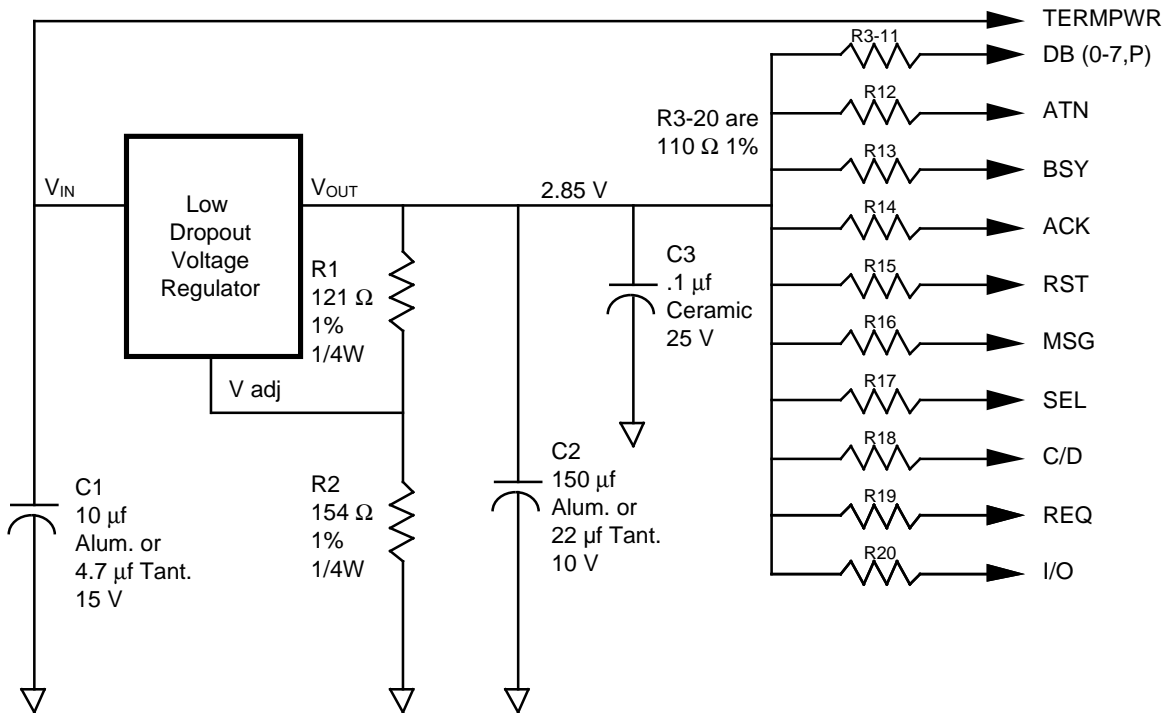 TERMPWR
R3-11
DB (0-7,P)
R12
ATN
R3-20 are
110 Ω 1%
R13
BSY
VIN
Low
Dropout
Voltage
Regulator
VOUT
2.85 V
R14
ACK
R1
121 Ω
1%
1/4W
C3
.1 µf
Ceramic
25 V
R15
RST
R16
MSG
V adj
R17
SEL
C1
10 µf
Alum. or
4.7 µf Tant.
15 V
R2
154 Ω
1%
1/4W
C2
150 µf
Alum. or
22 µf Tant.
10 V
R18
C/D
R19
REQ
R20
I/O